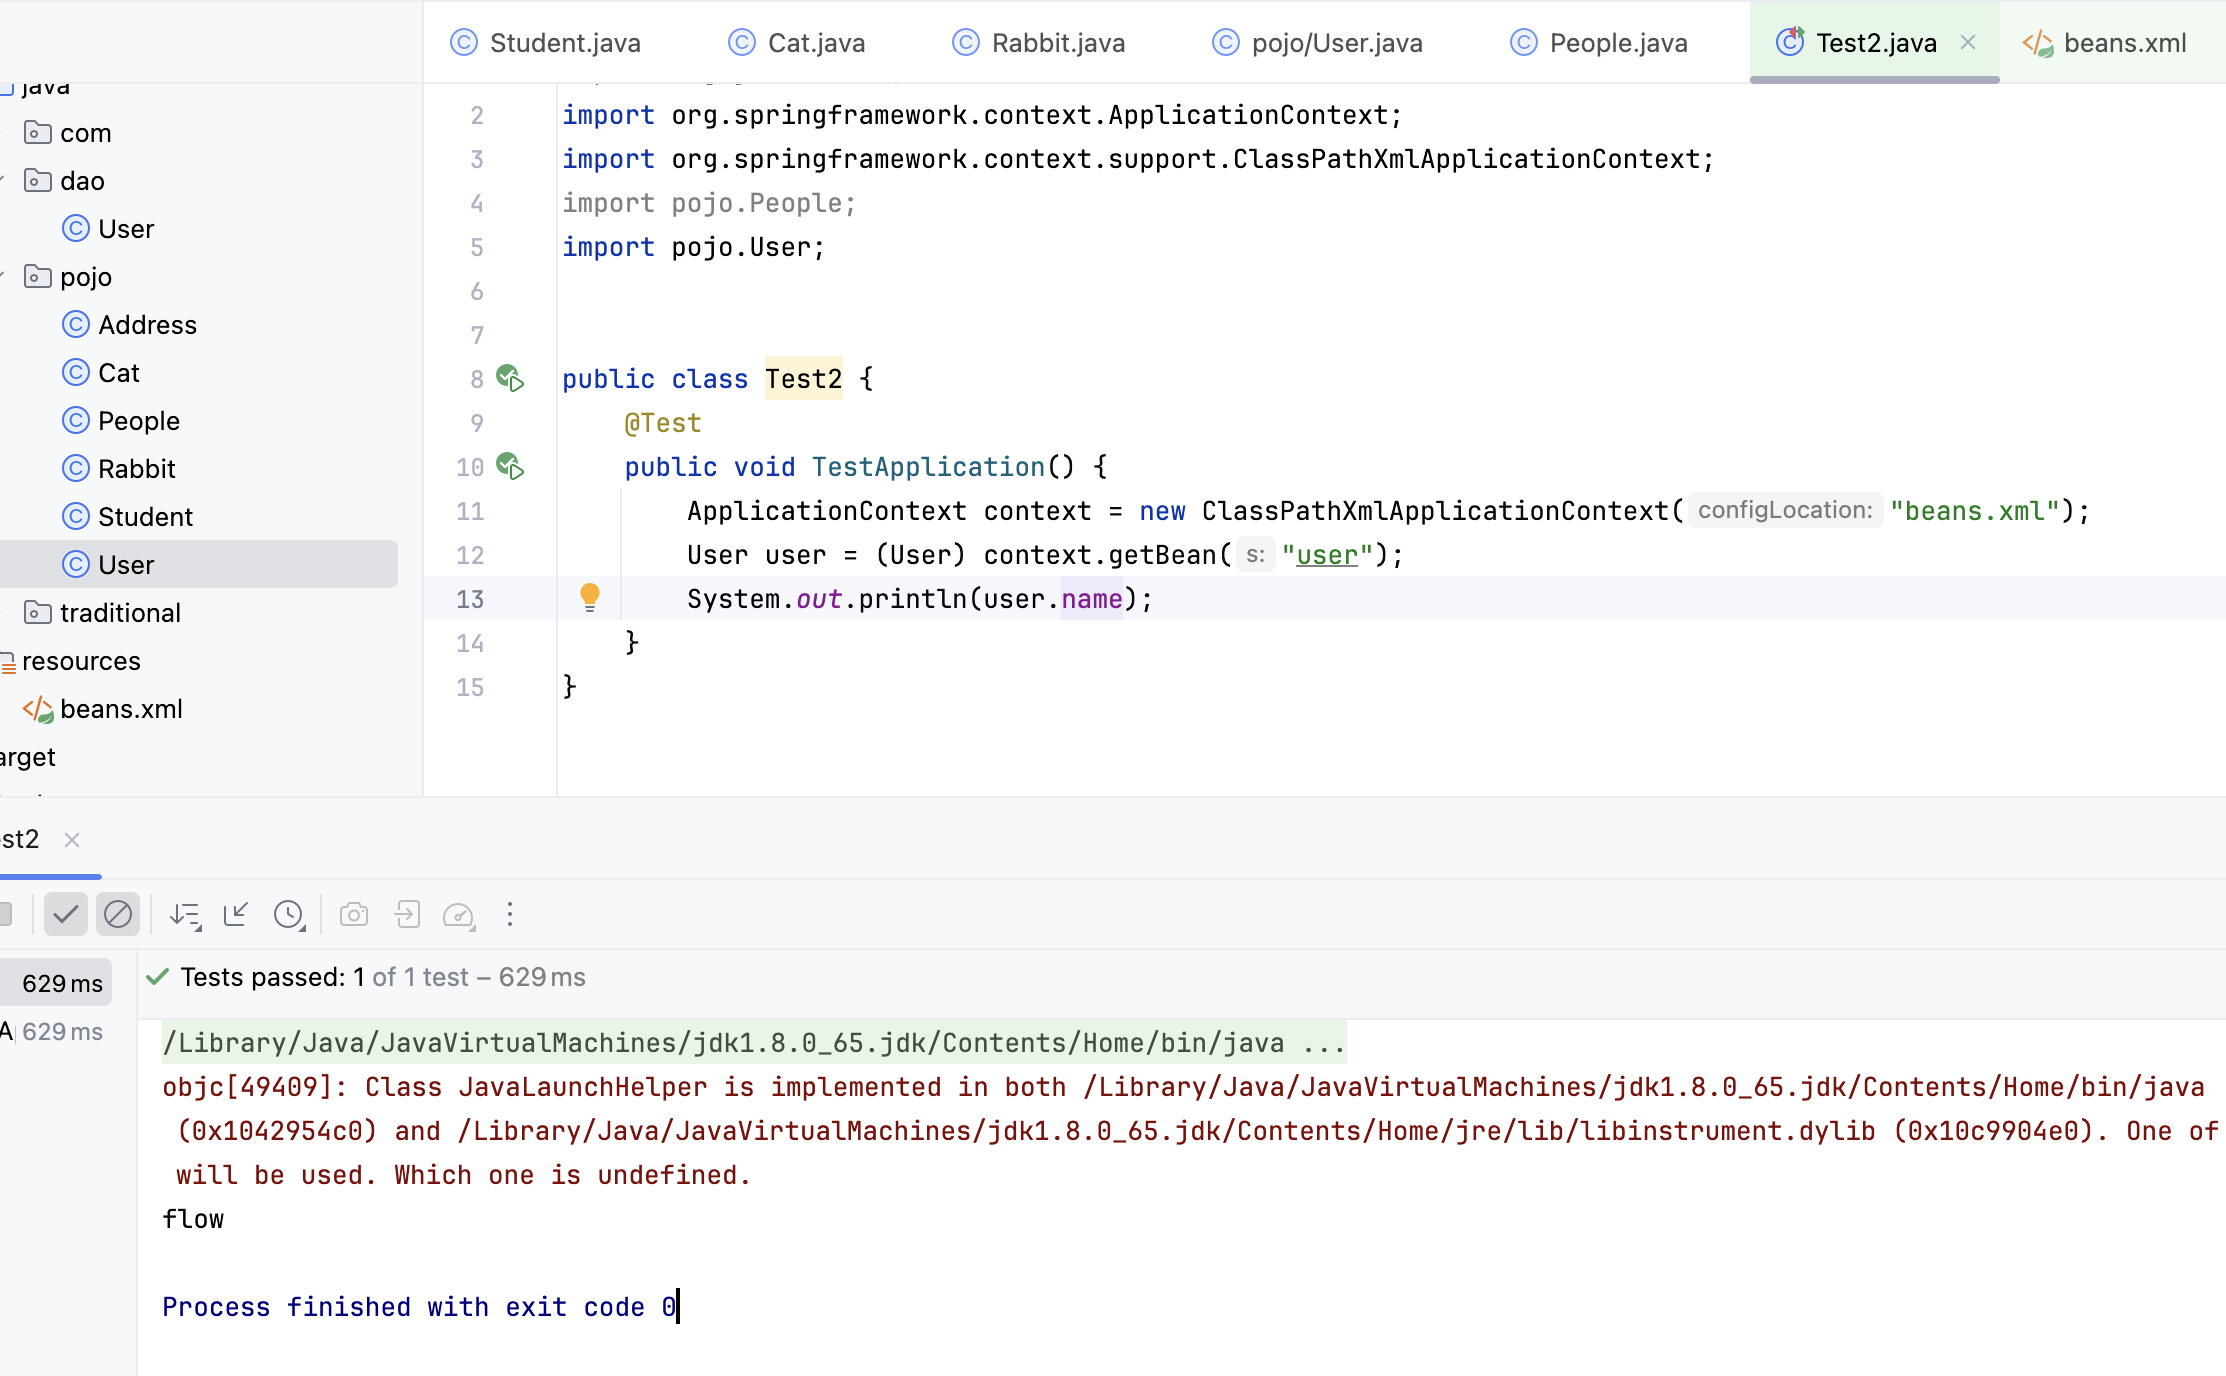 Student.java
Cat.java
Rabbit.java
pojo/User.java
People.java
Test2.java
beans.xml
java
com
dao
User
pojo
Address
Cat
People
Rabbit
Student
User
traditional
resources
beans.xml
arget
2 import org.springframework.context.ApplicationContext;
3 import org.springframework.context.support.ClassPathXmlApplicationContext;
4 import pojo.People;
5 import pojo.User;
6
7
8 public class Test2 {
9 @Test
10 public void TestApplication() {
11 ApplicationContext context = new ClassPathXmlApplicationContext( configLocation: "beans.xml");
12 User user = (User) context.getBean( s: "user");
13 System.out.println(user.name);
14 }
15 }
st2
629 ms
A 629 ms
Tests passed: 1 of 1 test – 629 ms
/Library/Java/JavaVirtualMachines/jdk1.8.0_65.jdk/Contents/Home/bin/java ...
objc[49409]: Class JavaLaunchHelper is implemented in both /Library/Java/JavaVirtualMachines/jdk1.8.0_65.jdk/Contents/Home/bin/java
(0x1042954c0) and /Library/Java/JavaVirtualMachines/jdk1.8.0_65.jdk/Contents/Home/jre/lib/libinstrument.dylib (0x10c9904e0). One of
will be used. Which one is undefined.
flow
Process finished with exit code 0